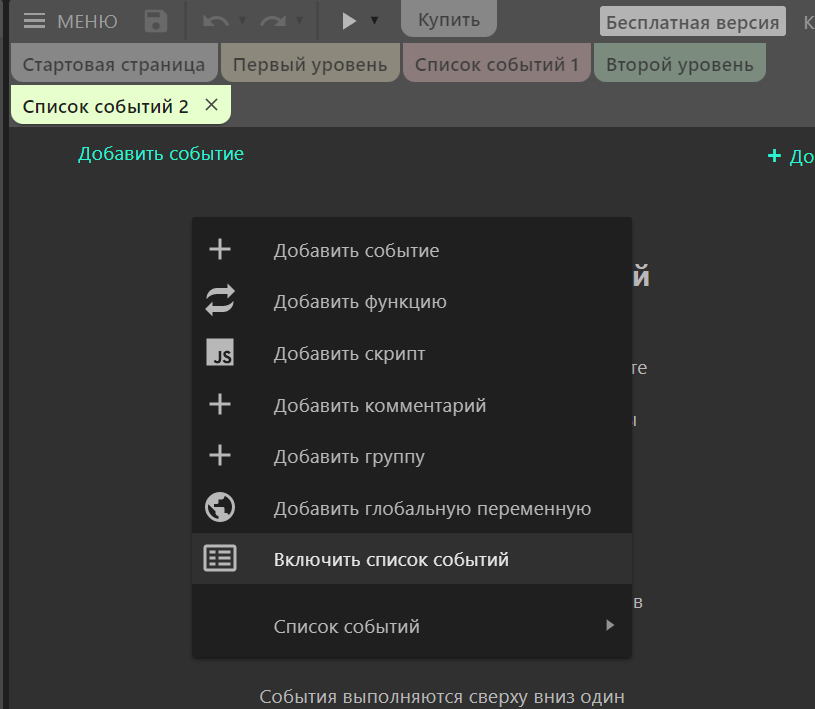 МЕНЮ Купить Бесплатная версия К
Стартовая страница Первый уровень Список событий 1 Второй уровень
Список событий 2
Добавить событие + До
Добавить событие
й
Добавить функцию
JS Добавить скрипт
те
Добавить комментарий
ы
Добавить группу
Добавить глобальную переменную
Включить список событий
в
Список событий
События выполняются сверху вниз один